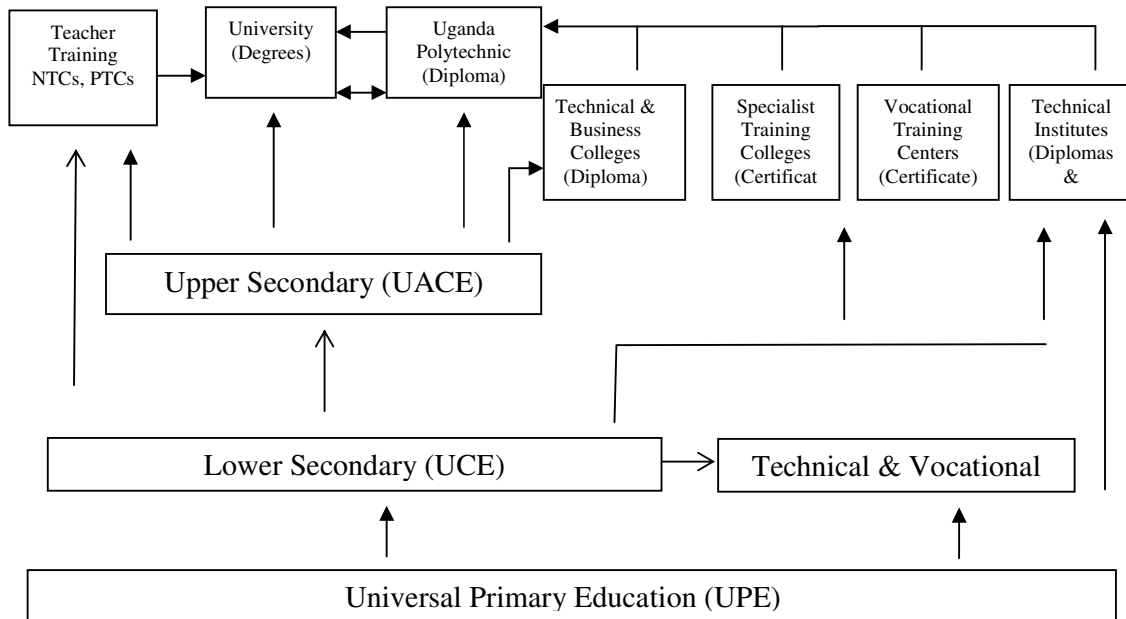 Teacher
Training
NTCs, PTCs
University
(Degrees)
Uganda
Polytechnic
(Diploma)
Technical &
Business
Colleges
(Diploma)
Specialist
Training
Colleges
(Certificat
Vocational
Training
Centers
(Certificate)
Technical
Institutes
(Diplomas
&
Upper Secondary (UACE)
Lower Secondary (UCE)
Technical & Vocational
Universal Primary Education (UPE)